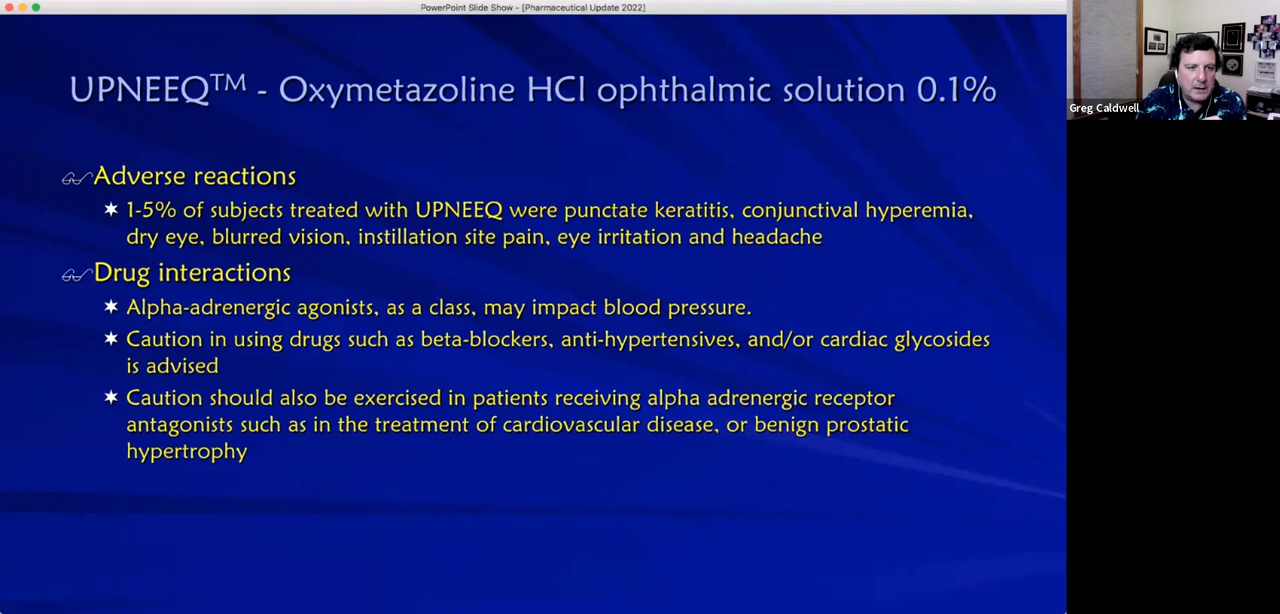 PowerPoint Slide Show - [Pharmaceutical Update 2022]
UPNEEQ™ - Oxymetazoline HCl ophthalmic solution 0.1%
Greg Caldwell
Adverse reactions
1-5% of subjects treated with UPNEEQ were punctate keratitis, conjunctival hyperemia,
dry eye, blurred vision, instillation site pain, eye irritation and headache
Drug interactions
Alpha-adrenergic agonists, as a class, may impact blood pressure.
Caution in using drugs such as beta-blockers, anti-hypertensives, and/or cardiac glycosides
is advised
Caution should also be exercised in patients receiving alpha adrenergic receptor
antagonists such as in the treatment of cardiovascular disease, or benign prostatic
hypertrophy